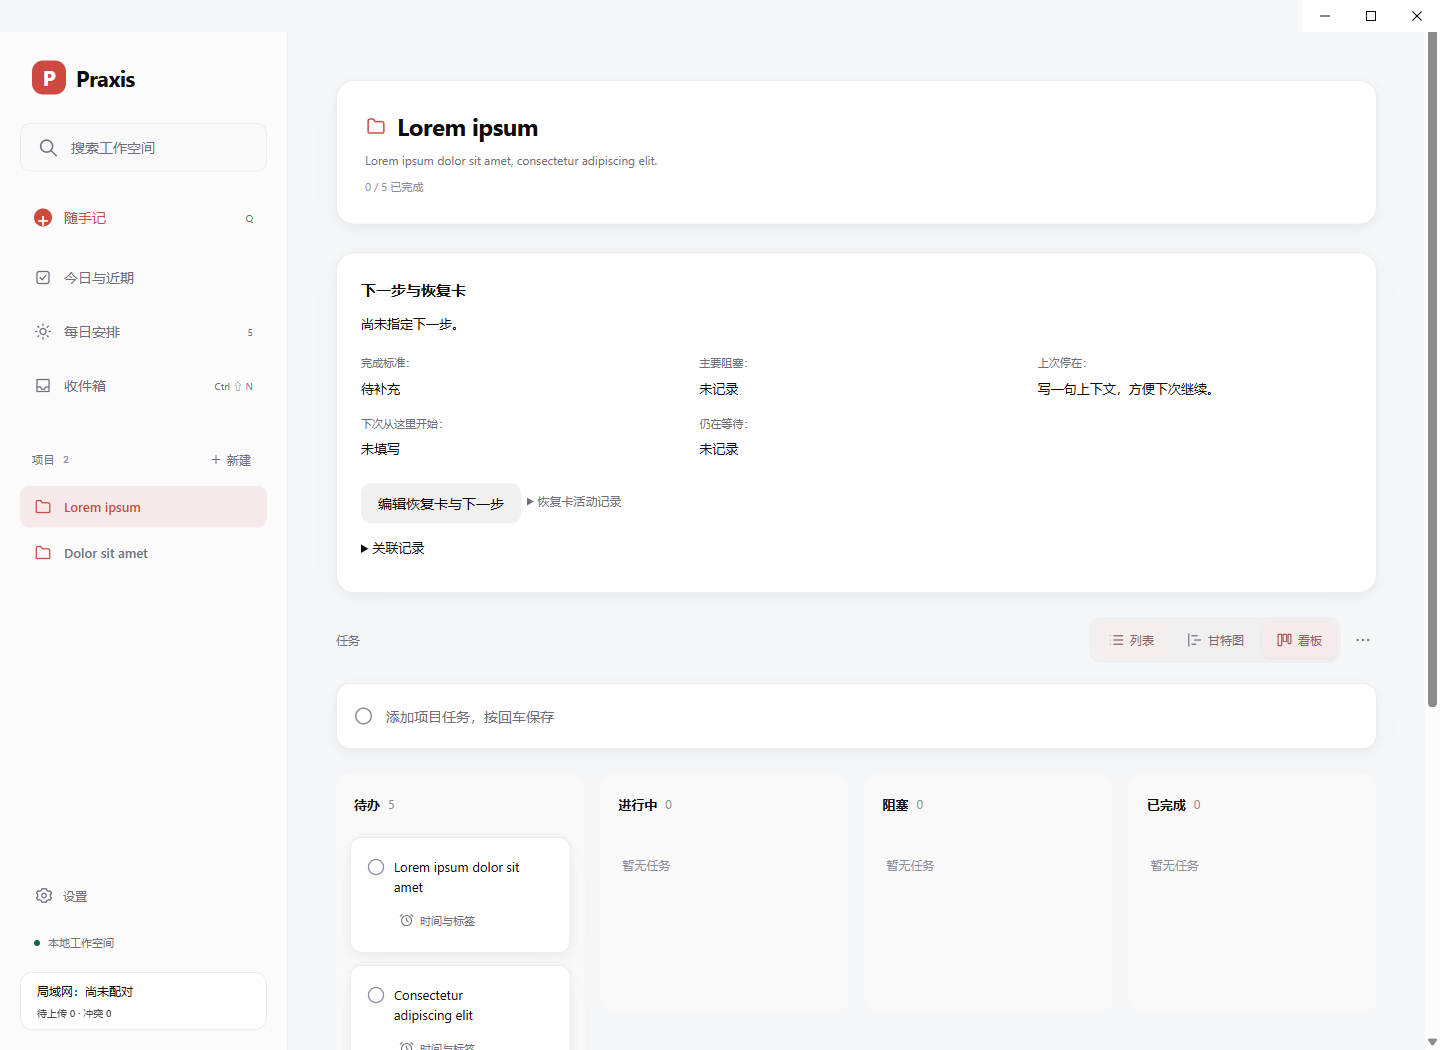 P Praxis
搜索工作空间
随手记 Q
今日与近期
每日安排 5
收件箱 Ctrl ⇧ N
项目 2 + 新建
Lorem ipsum
Dolor sit amet
设置
本地工作空间
局域网：尚未配对
待上传 0 · 冲突 0
Lorem ipsum
Lorem ipsum dolor sit amet, consectetur adipiscing elit.
0 / 5 已完成
下一步与恢复卡
尚未指定下一步。
完成标准：
待补充
主要阻塞：
未记录
上次停在：
写一句上下文，方便下次继续。
下次从这里开始：
未填写
仍在等待：
未记录
编辑恢复卡与下一步 ▶ 恢复卡活动记录
▶ 关联记录
任务 列表 甘特图 看板 ···
添加项目任务，按回车保存
待办 5
Lorem ipsum dolor sit
amet
时间与标签
Consectetur
adipiscing elit
时间与标签
进行中 0
暂无任务
阻塞 0
暂无任务
已完成 0
暂无任务